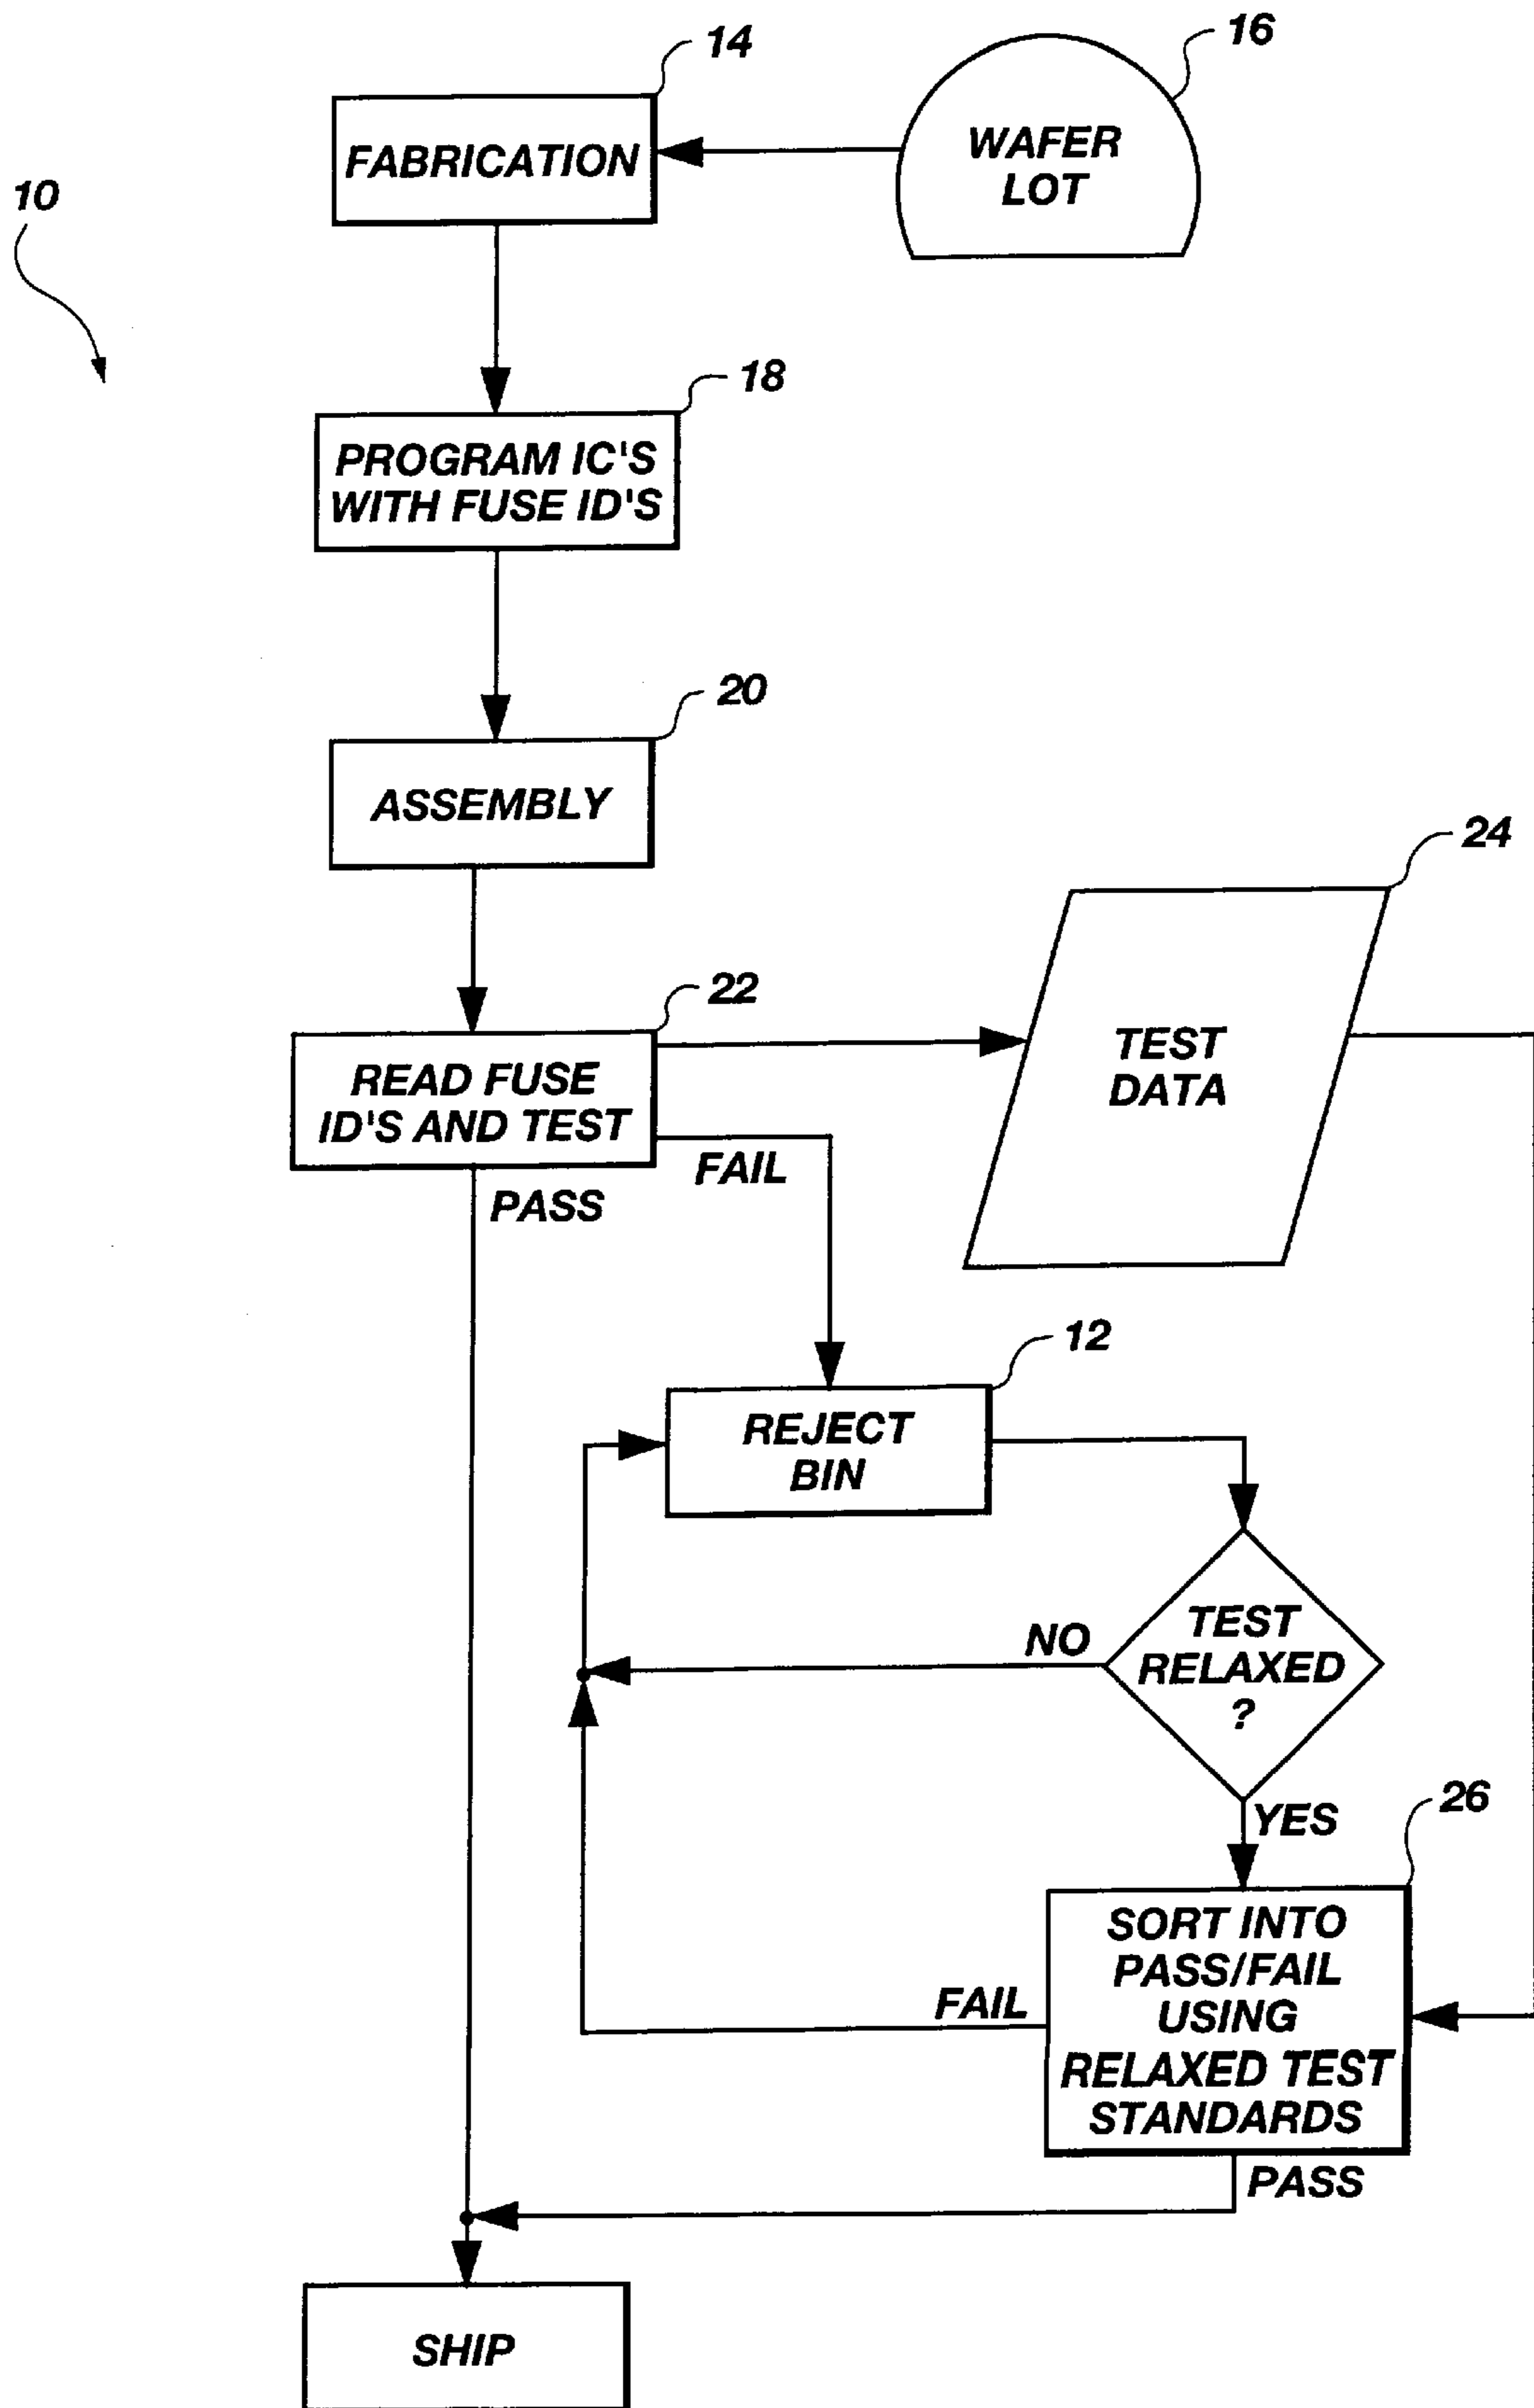 14
16
FABRICATION
WAFER
LOT
10
18
PROGRAM IC'S
WITH FUSE ID'S
20
ASSEMBLY
24
22
READ FUSE
ID'S AND TEST
TEST
DATA
FAIL
PASS
12
REJECT
BIN
NO
TEST
RELAXED
?
YES
26
SORT INTO
PASS/FAIL
USING
RELAXED TEST
STANDARDS
FAIL
PASS
SHIP